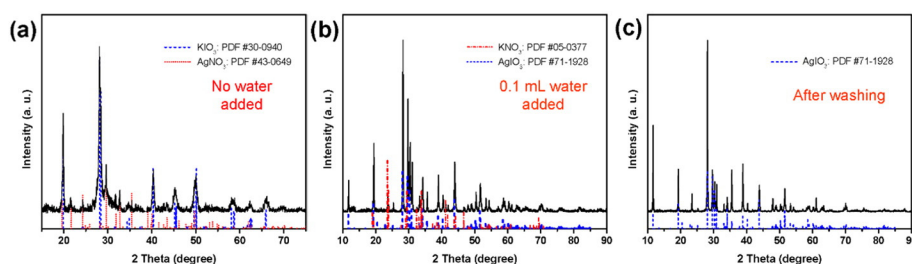 (a)
KIO3: PDF #30-0940
AgNO3: PDF #43-0649
No water
added
Intensity (a. u.)
20 30 40 50 60 70
2 Theta (degree)
(b)
KNO3: PDF #05-0377
AgIO3: PDF #71-1928
0.1 mL water
added
Intensity (a. u.)
10 20 30 40 50 60 70 80 90
2 Theta (degree)
(c)
AgIO3: PDF #71-1928
After washing
Intensity (a. u.)
10 20 30 40 50 60 70 80 90
2 Theta (degree)